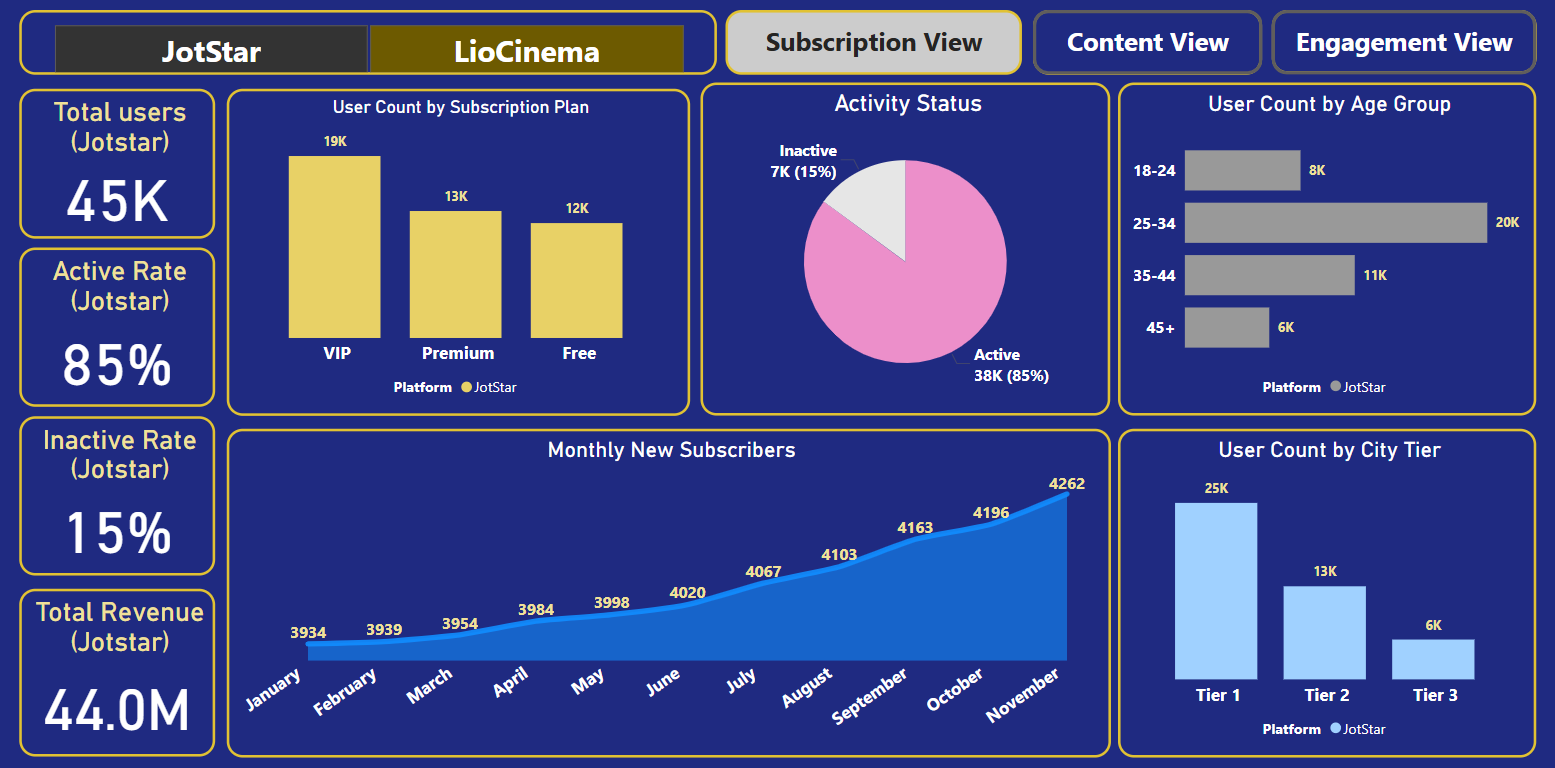 JotStar
LioCinema
Subscription View
Content View
Engagement View
Total users
(Jotstar)
45K
Active Rate
(Jotstar)
85%
Inactive Rate
(Jotstar)
15%
Total Revenue
(Jotstar)
44.0M
User Count by Subscription Plan
19K
13K
12K
VIP
Premium
Free
Platform JotStar
Activity Status
Inactive
7K (15%)
Active
38K (85%)
User Count by Age Group
18-24 8K
25-34 20K
35-44 11K
45+ 6K
Platform JotStar
Monthly New Subscribers
3934
3939
3954
3984
3998
4020
4067
4103
4163
4196
4262
January
February
March
April
May
June
July
August
September
October
November
User Count by City Tier
25K
13K
6K
Tier 1
Tier 2
Tier 3
Platform JotStar